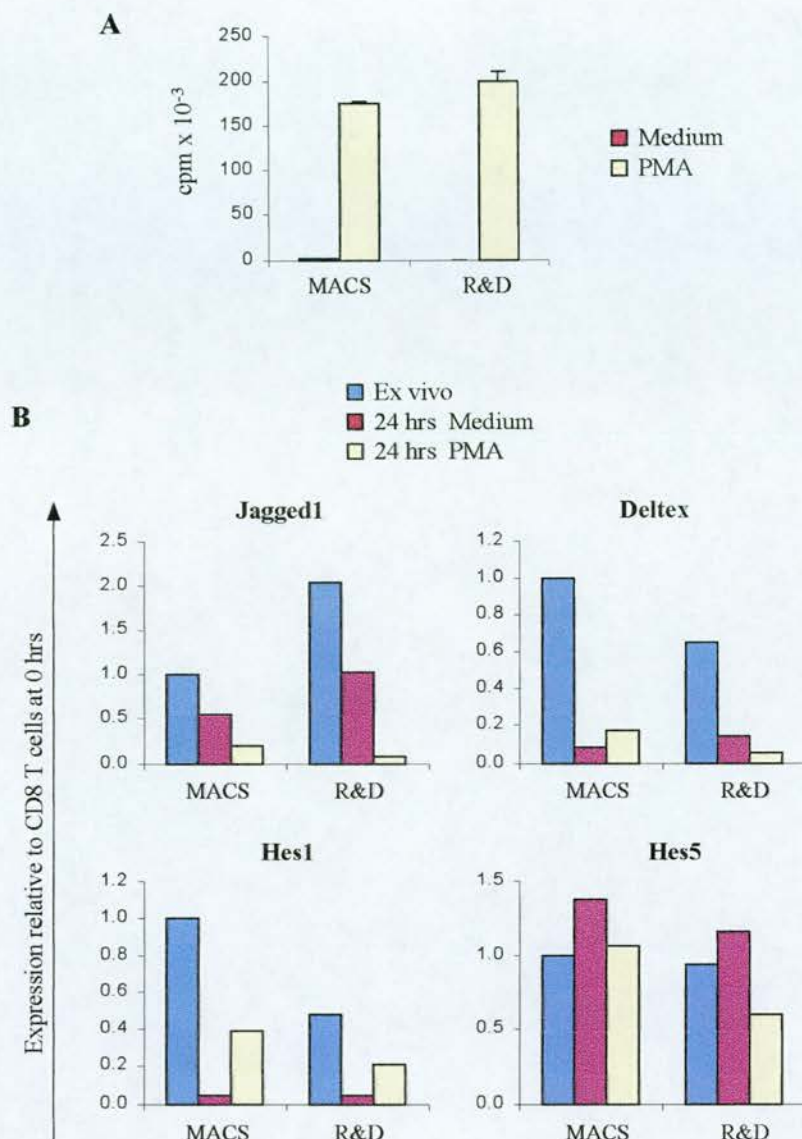 A
cpm x 10-3
250
200
150
100
50
0
MACS R&D
Medium
PMA
B
Ex vivo
24 hrs Medium
24 hrs PMA
Expression relative to CD8 T cells at 0 hrs
Jagged1
2.5
2.0
1.5
1.0
0.5
0.0
MACS R&D
Deltex
1.2
1.0
0.8
0.6
0.4
0.2
0.0
MACS R&D
Hes1
1.2
1.0
0.8
0.6
0.4
0.2
0.0
MACS R&D
Hes5
1.5
1.0
0.5
0.0
MACS R&D